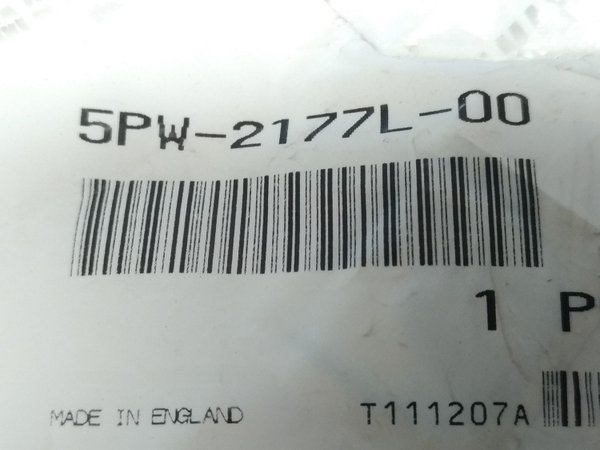 5PW-2177L-00
1 P
MADE IN ENGLAND
T111207A